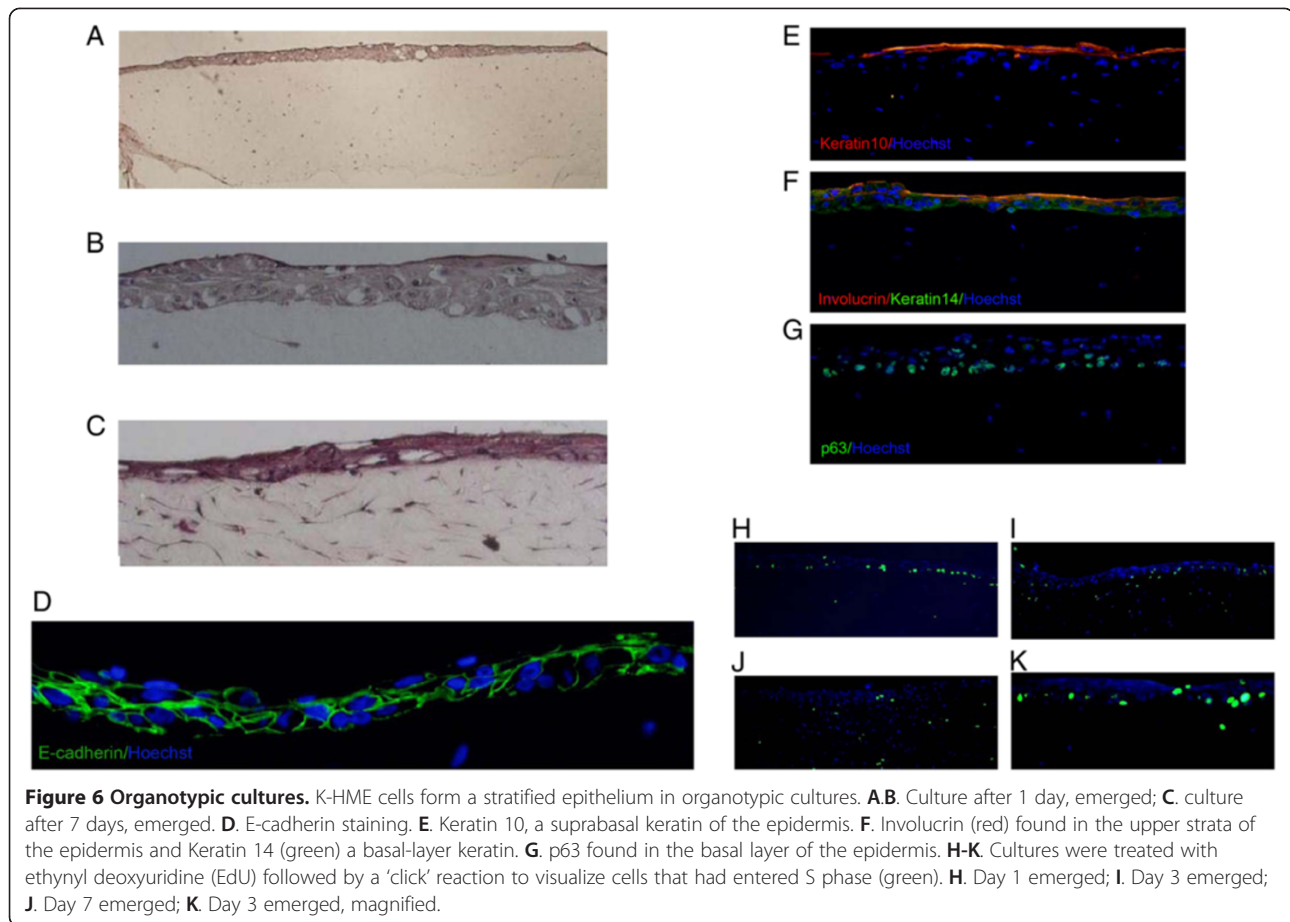 A
B
C
D
E-cadherin/Hoechst
E
Keratin10/Hoechst
F
Involucrin/Keratin14/Hoechst
G
p63/Hoechst
H
I
J
K
Figure 6 Organotypic cultures. K-HME cells form a stratified epithelium in organotypic cultures. A.B. Culture after 1 day, emerged; C. culture
after 7 days, emerged. D. E-cadherin staining. E. Keratin 10, a suprabasal keratin of the epidermis. F. Involucrin (red) found in the upper strata of
the epidermis and Keratin 14 (green) a basal-layer keratin. G. p63 found in the basal layer of the epidermis. H-K. Cultures were treated with
ethynyl deoxyuridine (EdU) followed by a ‘click’ reaction to visualize cells that had entered S phase (green). H. Day 1 emerged; I. Day 3 emerged;
J. Day 7 emerged; K. Day 3 emerged, magnified.